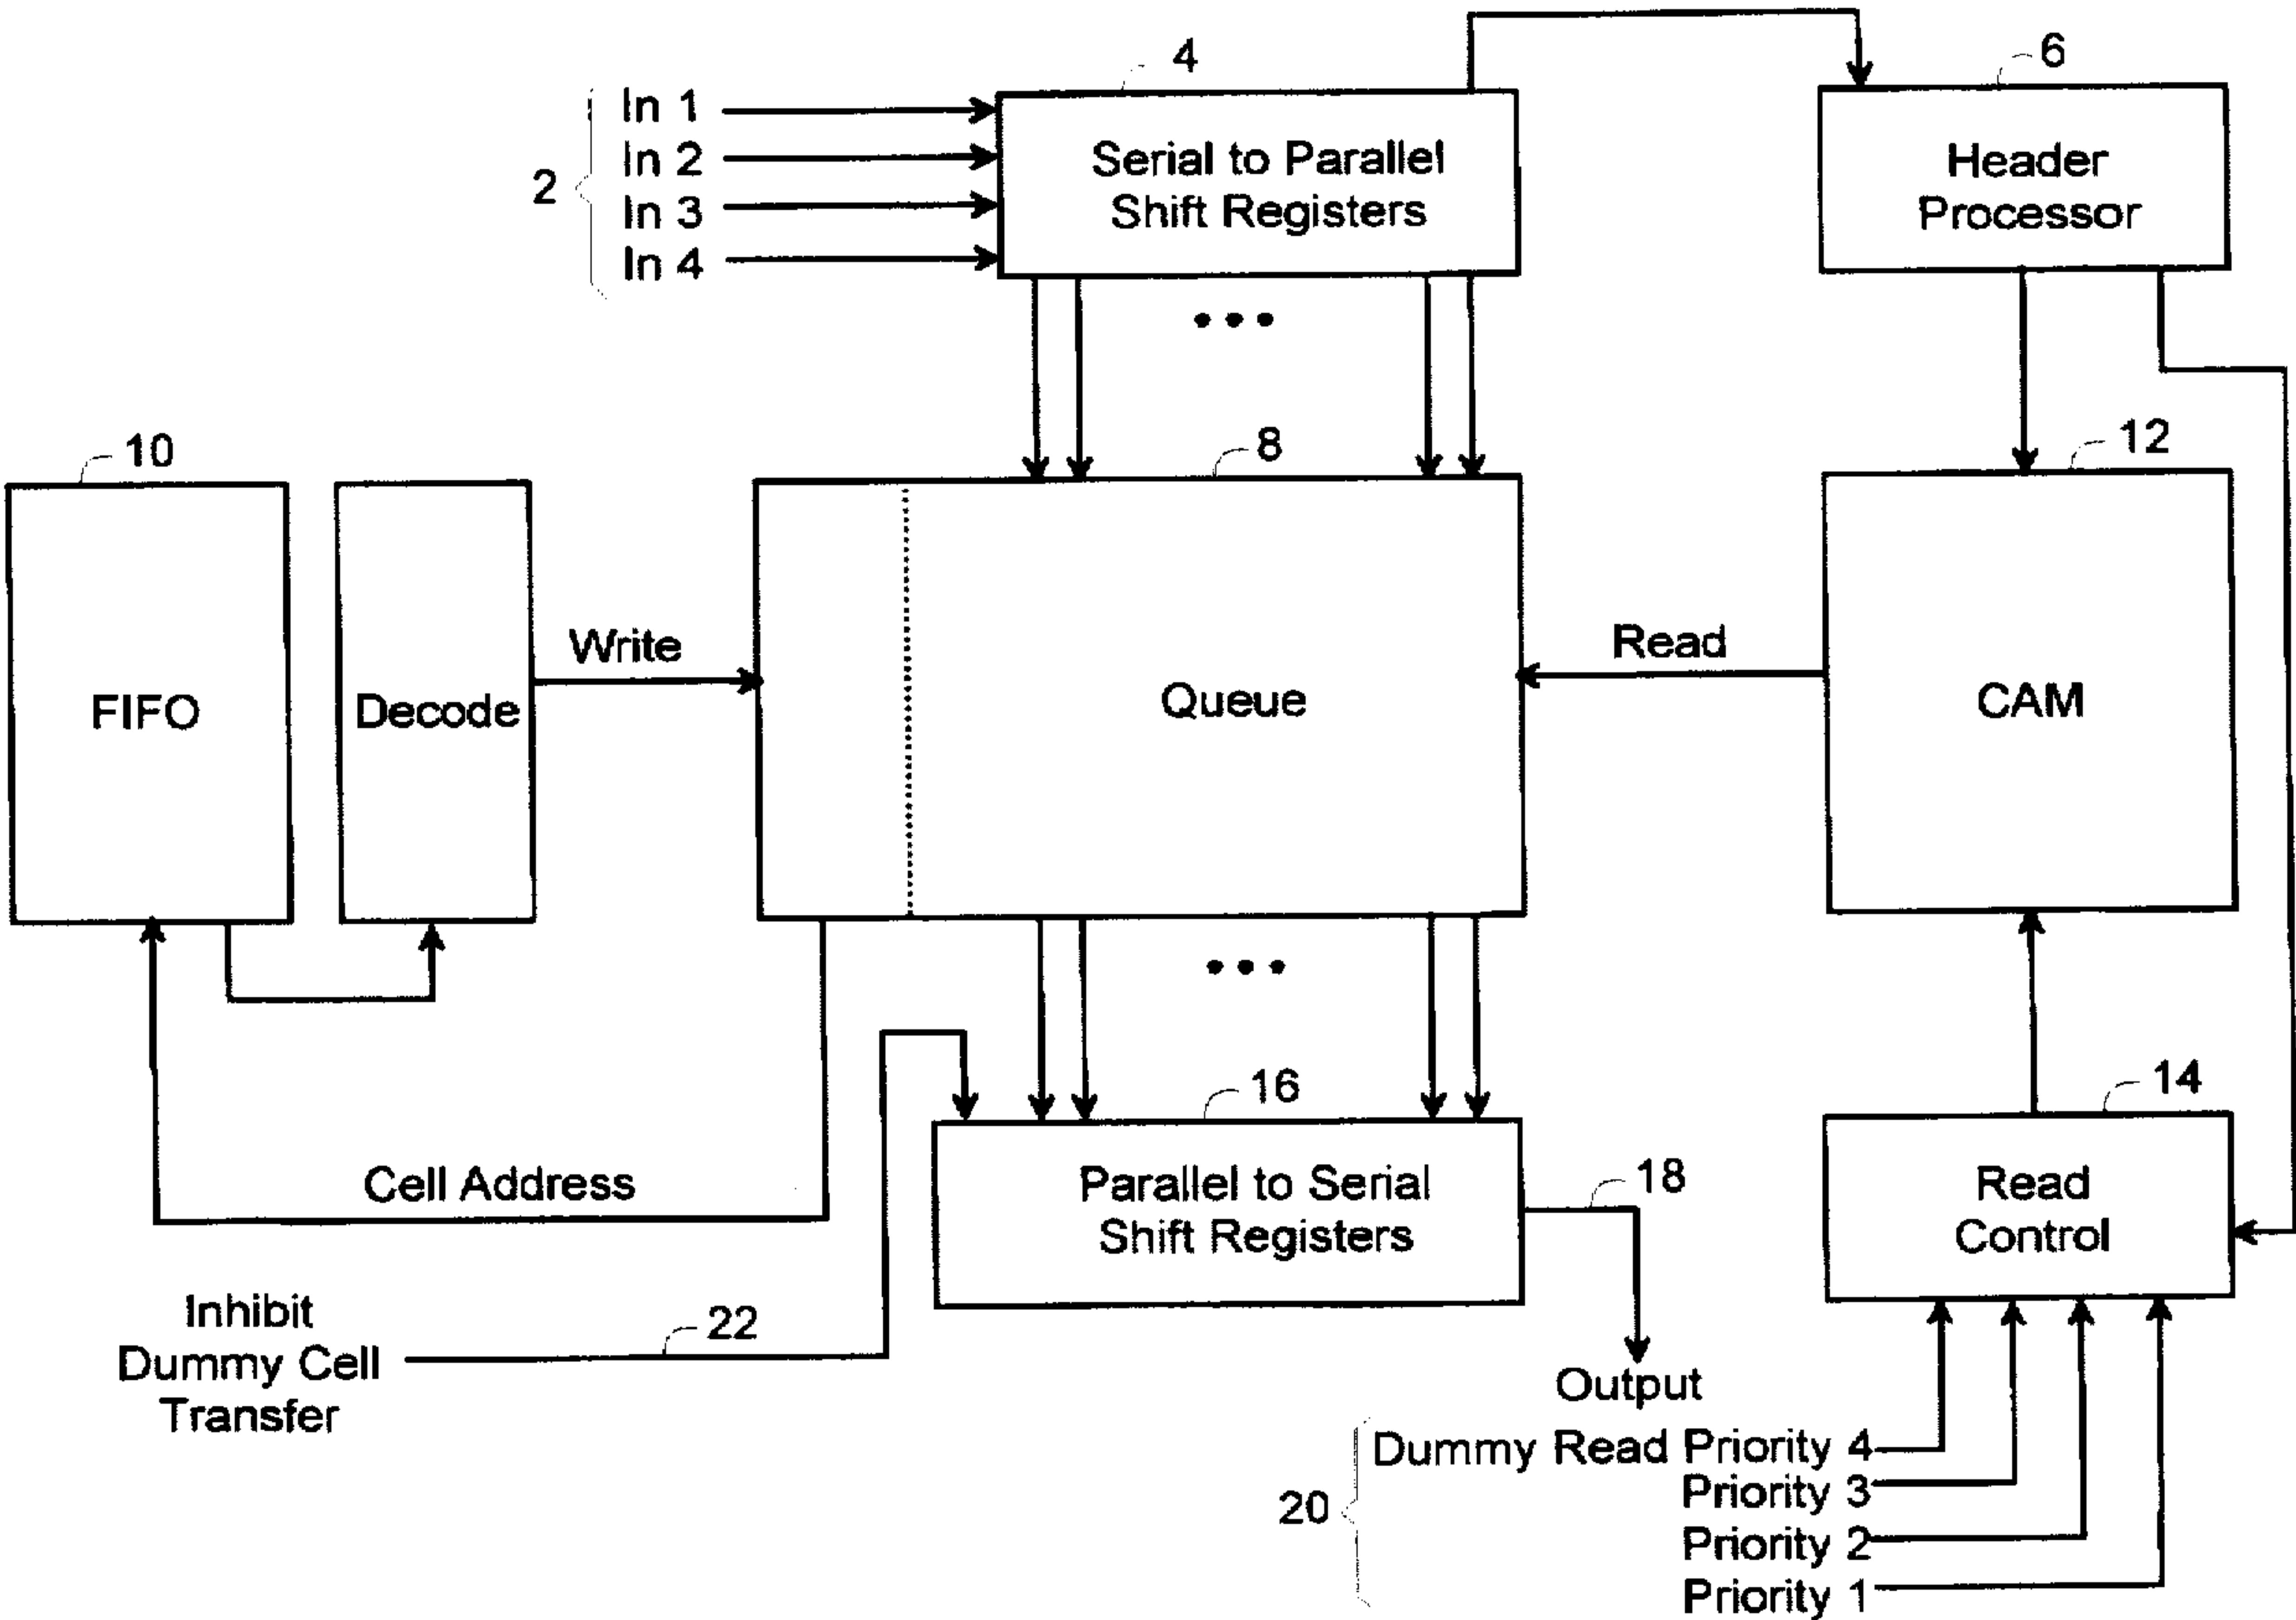 4
6
In 1
In 2
In 3
In 4
2
Serial to Parallel
Shift Registers
Header
Processor
10
8
12
FIFO
Decode
Write
Queue
Read
CAM
16
14
Cell Address
Parallel to Serial
Shift Registers
18
Read
Control
Inhibit
Dummy Cell
Transfer
22
Output
20
Dummy Read Priority 4
Priority 3
Priority 2
Priority 1